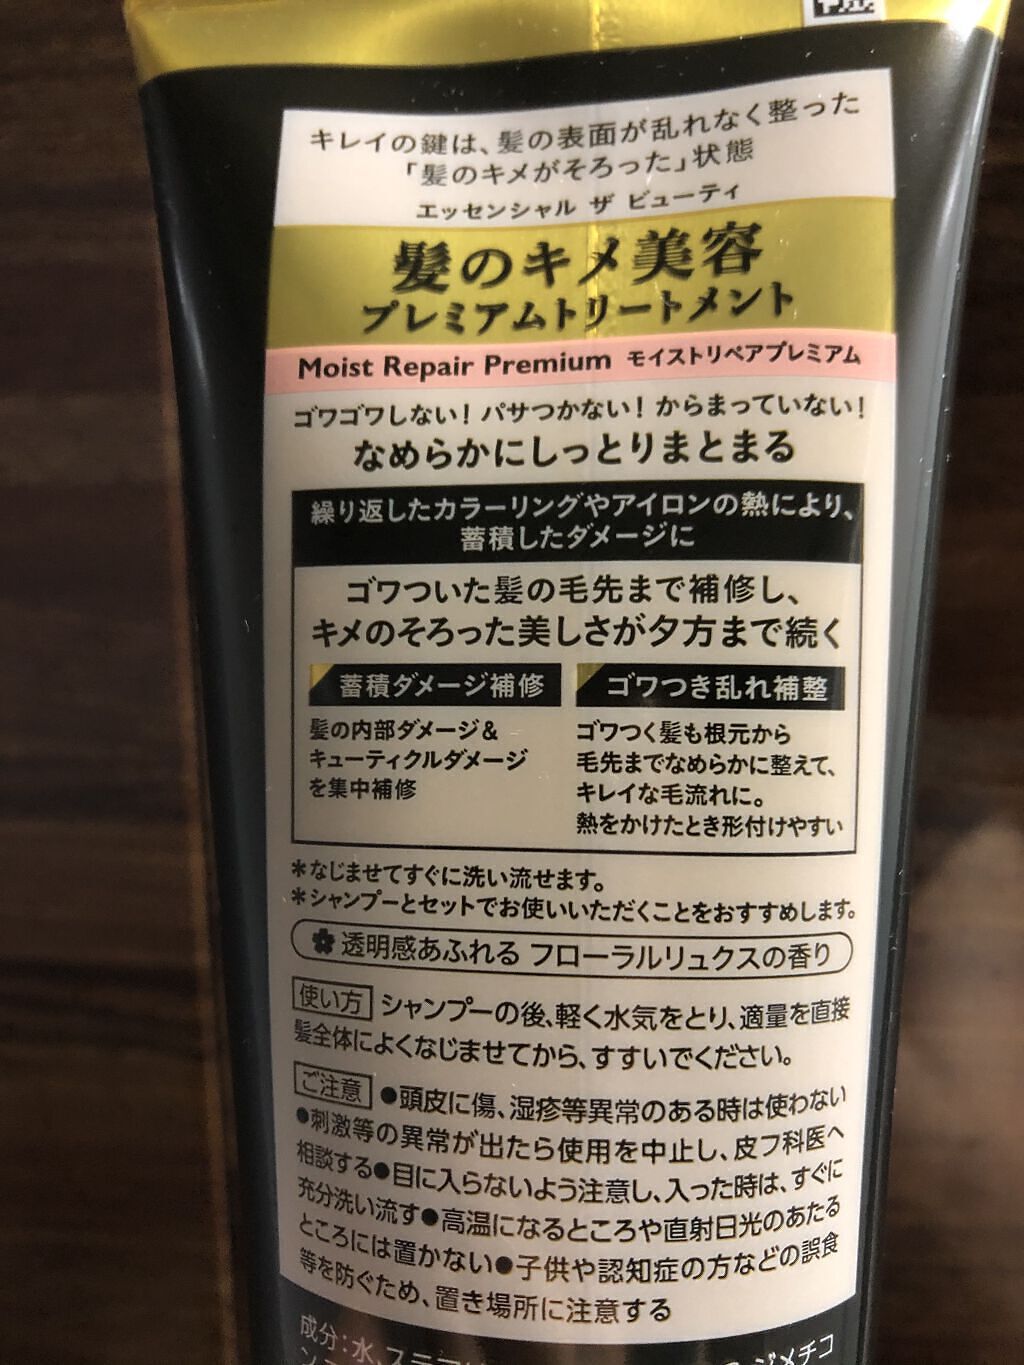 キレイの鍵は、髪の表面が乱れなく整った
「髪のキメがそろった」状態
エッセンシャル ザ ビューティ
髪のキメ美容
プレミアムトリートメント
Moist Repair Premium モイストリペアプレミアム
ゴワゴワしない! パサつかない! からまっていない!
なめらかにしっとりまとまる
繰り返したカラーリングやアイロンの熱により、
蓄積したダメージに
ゴワついた髪の毛先まで補修し、
キメのそろった美しさが夕方まで続く
蓄積ダメージ補修
髪の内部ダメージ&
キューティクルダメージ
を集中補修
ゴワつき乱れ補整
ゴワつく髪も根元から
毛先までなめらかに整えて、
キレイな毛流れに。
熱をかけたとき形付けやすい
*なじませてすぐに洗い流せます。
*シャンプーとセットでお使いいただくことをおすすめします。
透明感あふれる フローラルリュクスの香り
使い方 シャンプーの後、軽く水気をとり、適量を直接
髪全体によくなじませてから、すすいでください。
ご注意 ●頭皮に傷、湿疹等異常のある時は使わない
●刺激等の異常が出たら使用を中止し、皮フ科医へ
相談する●目に入らないよう注意し、入った時は、すぐに
充分洗い流す●高温になるところや直射日光のあたる
ところには置かない●子供や認知症の方などの誤食
等を防ぐため、置き場所に注意する
成分:水、ステア ジメチコ